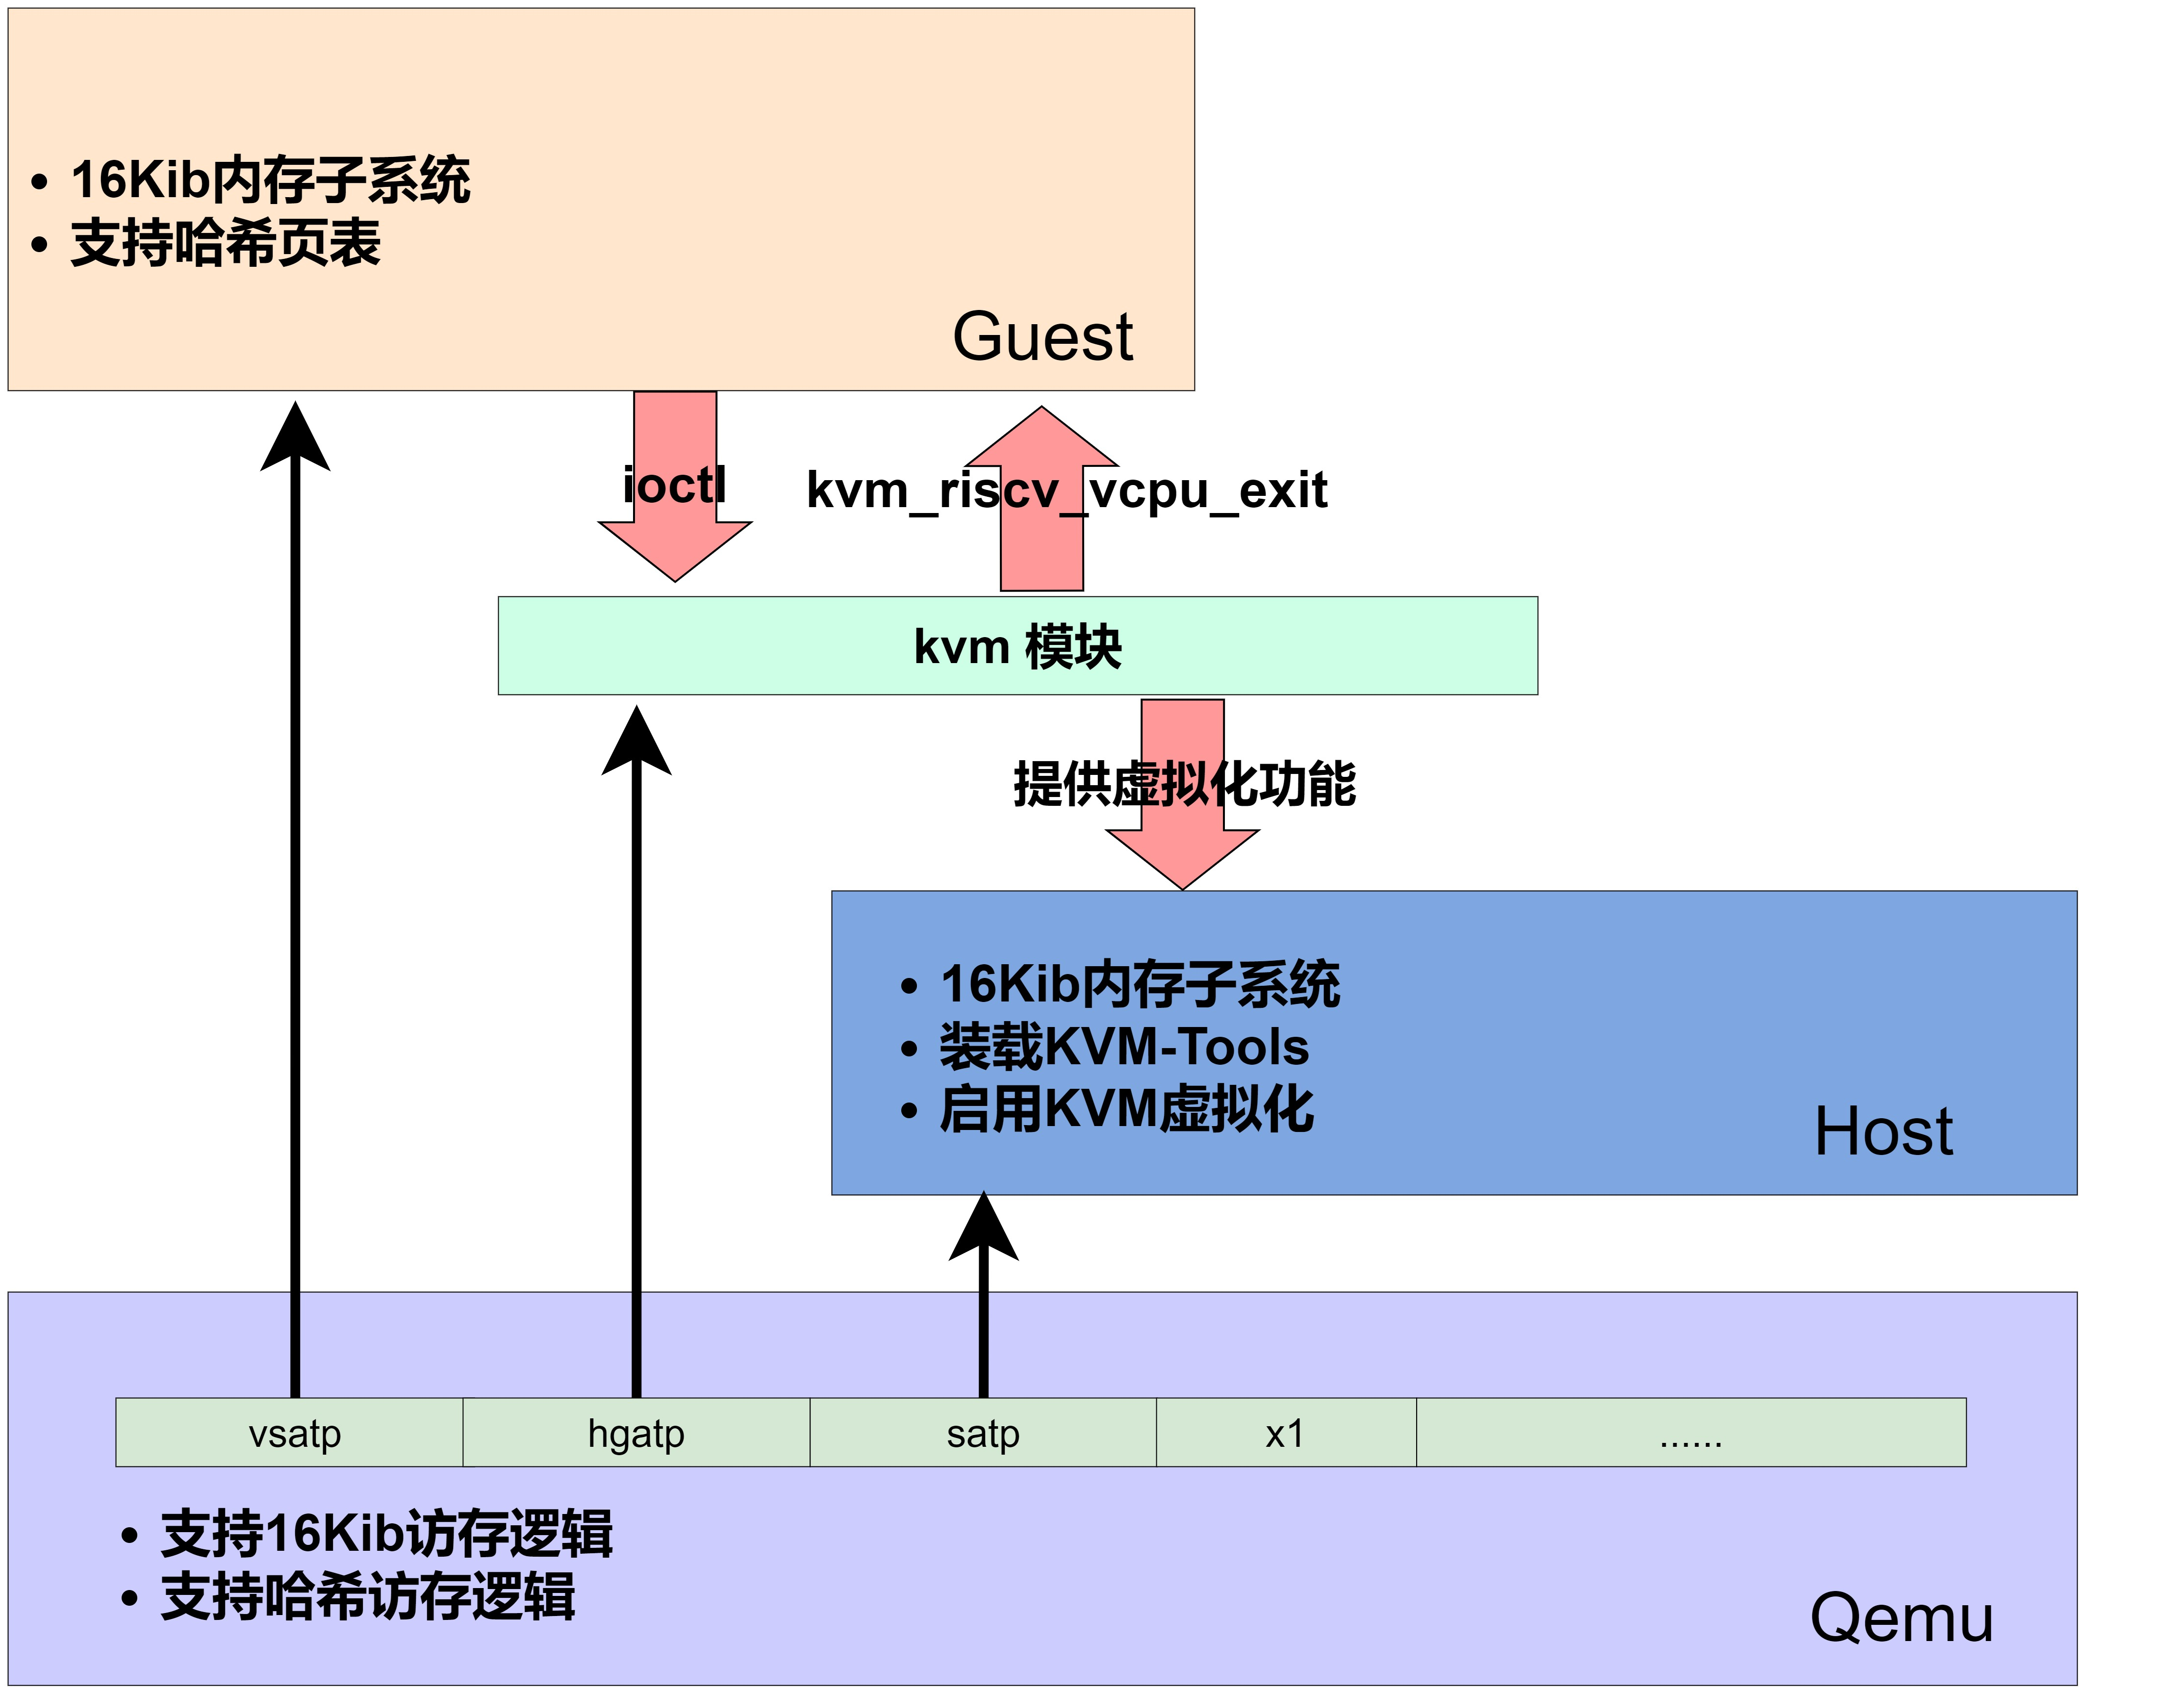 • 16Kib内存子系统
• 支持哈希页表
Guest
ioctl
kvm_riscv_vcpu_exit
kvm 模块
提供虚拟化功能
• 16Kib内存子系统
• 装载KVM-Tools
• 启用KVM虚拟化
Host
vsatp hgatp satp x1 ......
• 支持16Kib访存逻辑
• 支持哈希访存逻辑
Qemu